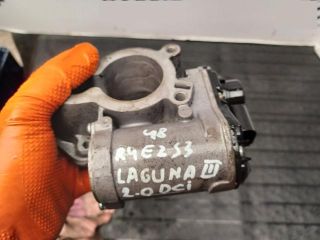 48
R4E253
LAGUNA III
2.0 DCi